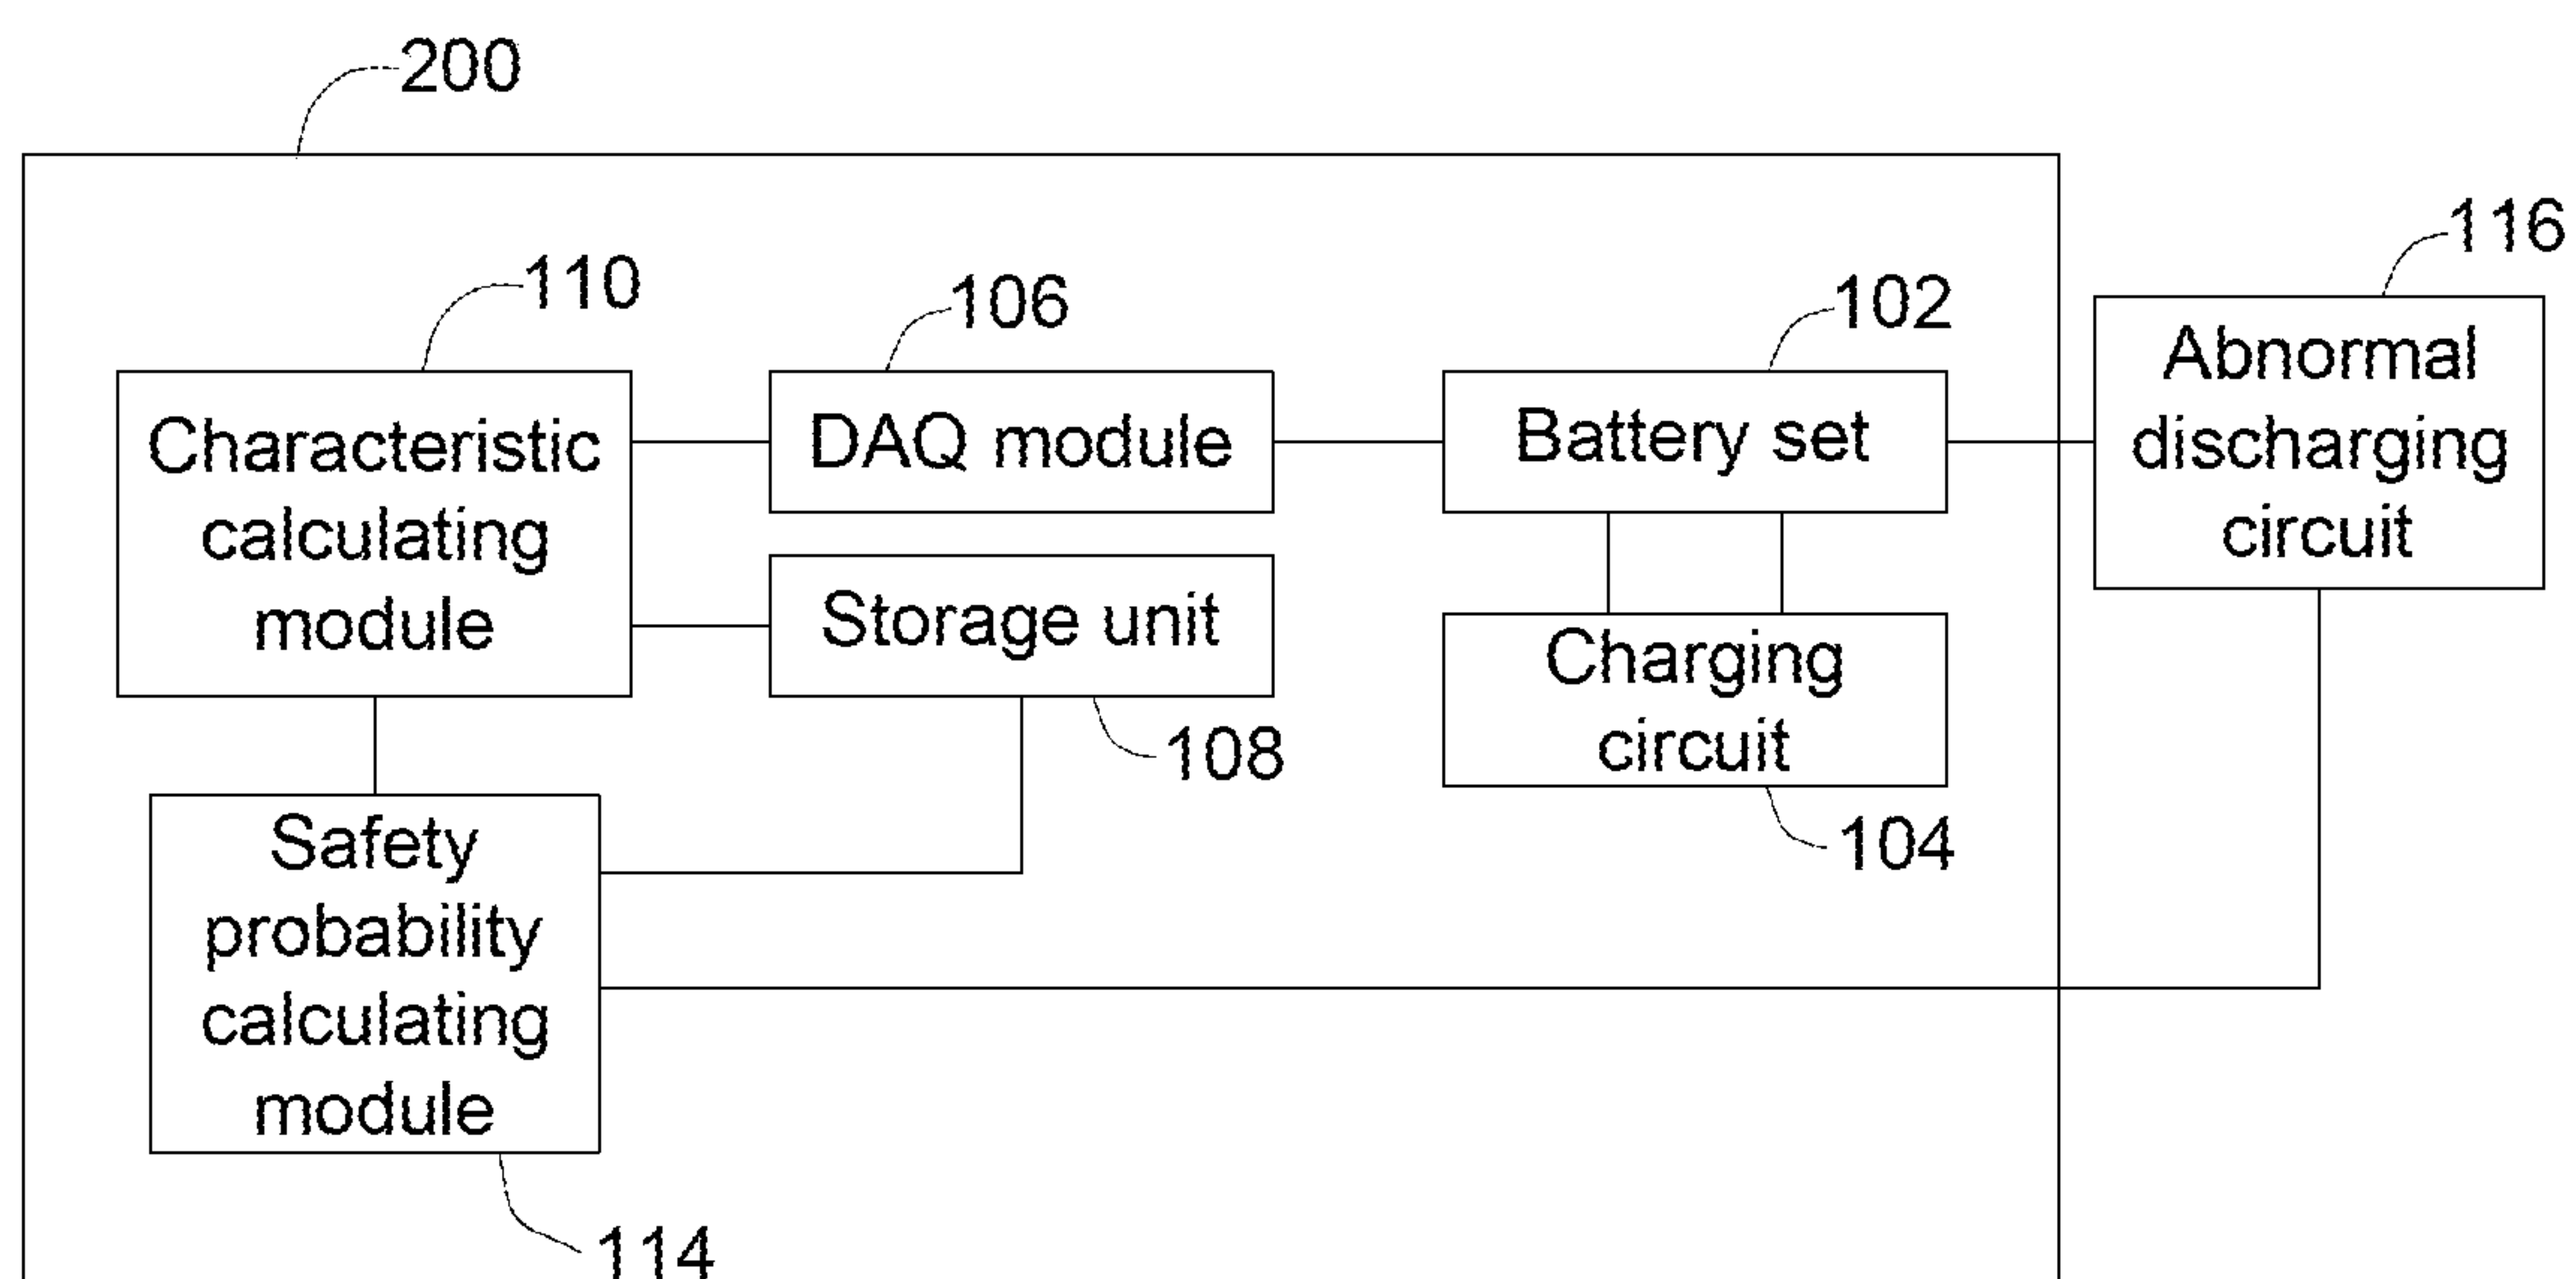 200
116
110
106
102
Abnormal
discharging
circuit
Characteristic
calculating
module
DAQ module
Battery set
Storage unit
Charging
circuit
108
104
Safety
probability
calculating
module
114